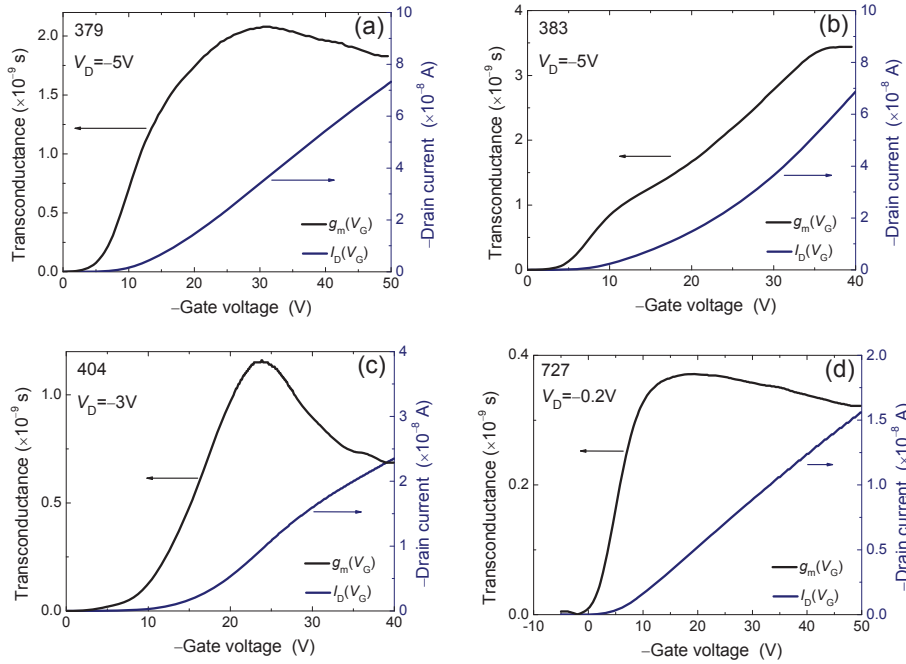 379
(a)
V_D=−5V
Transconductance (×10⁻⁹ s)
2.0
1.5
1.0
0.5
0.0
0 10 20 30 40 50
−Gate voltage (V)
10
8
6
4
2
0
−Drain current (×10⁻⁸ A)
g_m(V_G)
I_D(V_G)
383
(b)
V_D=−5V
Transconductance (×10⁻⁹ s)
5
4
3
2
1
0
0 10 20 30 40
−Gate voltage (V)
10
8
6
4
2
0
−Drain current (×10⁻⁸ A)
g_m(V_G)
I_D(V_G)
404
(c)
V_D=−3V
Transconductance (×10⁻⁹ s)
1.0
0.5
0.0
0 10 20 30 40
−Gate voltage (V)
4
3
2
1
0
−Drain current (×10⁻⁸ A)
g_m(V_G)
I_D(V_G)
727
(d)
V_D=−0.2V
Transconductance (×10⁻⁹ s)
0.4
0.2
0.0
-10 0 10 20 30 40 50
−Gate voltage (V)
2.0
1.5
1.0
0.5
0.0
−Drain current (×10⁻⁸ A)
g_m(V_G)
I_D(V_G)